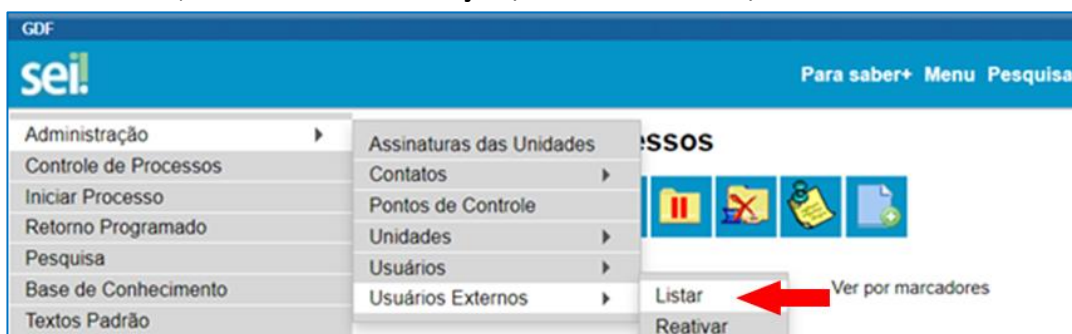 GDF
sei!
Para saber+ Menu Pesquisa
Administração
Controle de Processos
Iniciar Processo
Retorno Programado
Pesquisa
Base de Conhecimento
Textos Padrão
Assinaturas das Unidades
Contatos
Pontos de Controle
Unidades
Usuários
Usuários Externos
Listar
Reativar
essos
Ver por marcadores